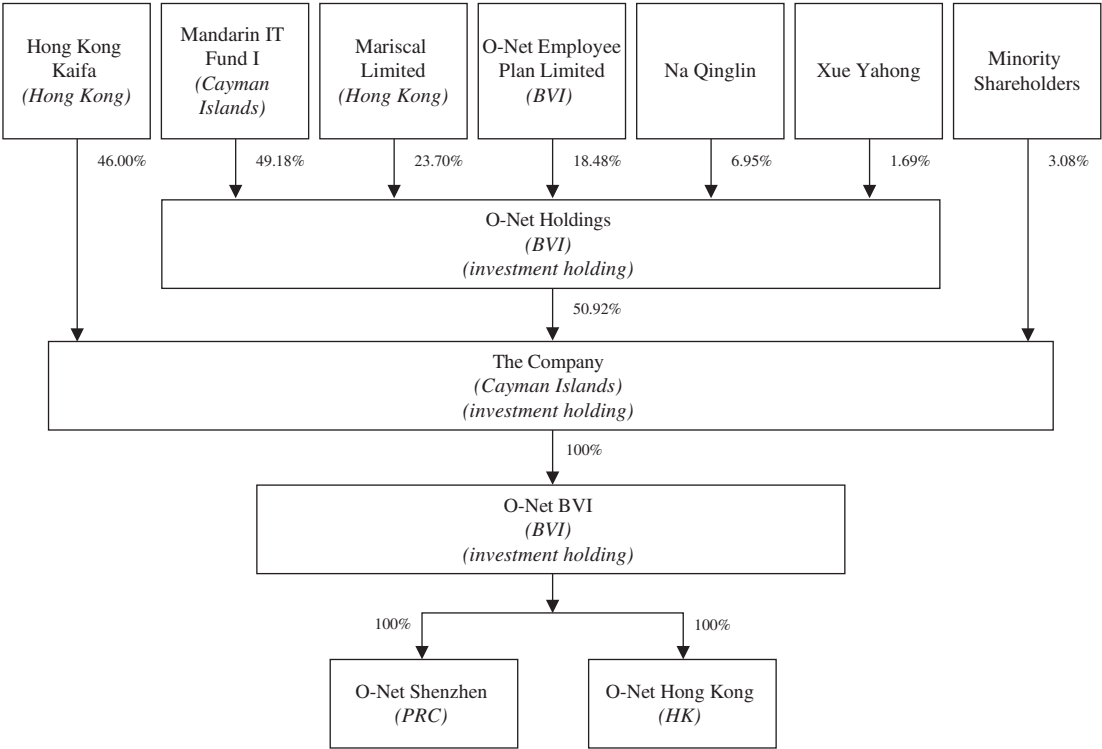 Hong Kong
Kaifa
(Hong Kong)
Mandarin IT
Fund I
(Cayman
Islands)
Mariscal
Limited
(Hong Kong)
O-Net Employee
Plan Limited
(BVI)
Na Qinglin
Xue Yahong
Minority
Shareholders
46.00%
49.18%
23.70%
18.48%
6.95%
1.69%
3.08%
O-Net Holdings
(BVI)
(investment holding)
50.92%
The Company
(Cayman Islands)
(investment holding)
100%
O-Net BVI
(BVI)
(investment holding)
100%
100%
O-Net Shenzhen
(PRC)
O-Net Hong Kong
(HK)